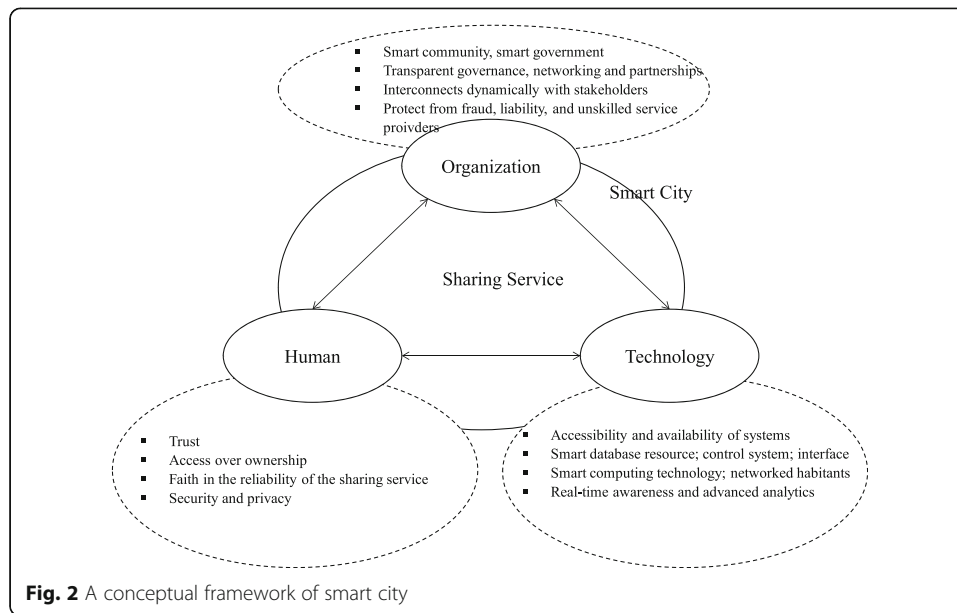 ▪ Smart community, smart government
▪ Transparent governance, networking and partnerships
▪ Interconnects dynamically with stakeholders
▪ Protect from fraud, liability, and unskilled service
proivders
Organization
Smart City
Sharing Service
Human
Technology
▪ Trust
▪ Access over ownership
▪ Faith in the reliability of the sharing service
▪ Security and privacy
▪ Accessibility and availability of systems
▪ Smart database resource; control system; interface
▪ Smart computing technology; networked habitants
▪ Real-time awareness and advanced analytics
Fig. 2 A conceptual framework of smart city